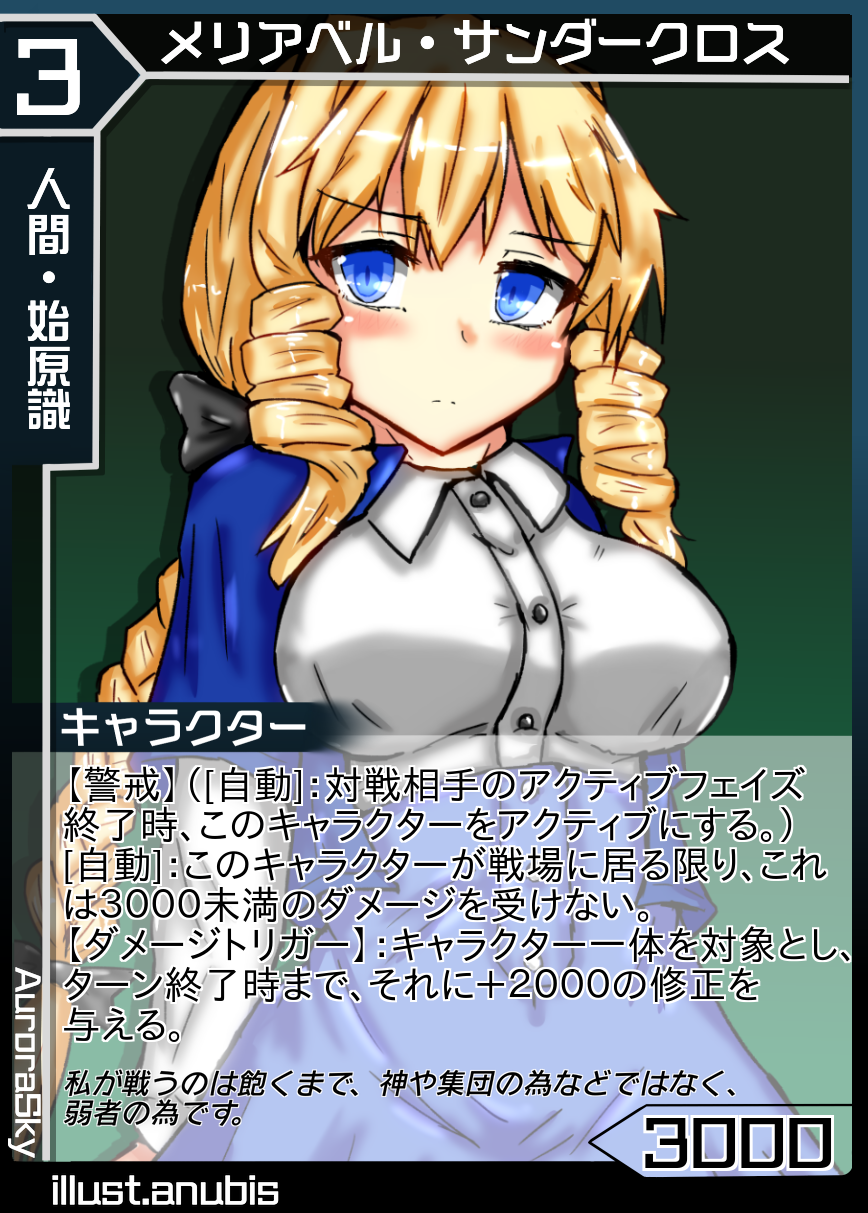 3
メリアベル・サンダークロス
人間・始原識
キャラクター
【警戒】（[自動]：対戦相手のアクティブフェイズ
終了時、このキャラクターをアクティブにする。）
[自動]：このキャラクターが戦場に居る限り、これ
は3000未満のダメージを受けない。
【ダメージトリガー】：キャラクター一体を対象とし、
ターン終了時まで、それに＋2000の修正を
与える。
私が戦うのは飽くまで、神や集団の為などではなく、
弱者の為です。
3000
AuroraSky
illust.anubis